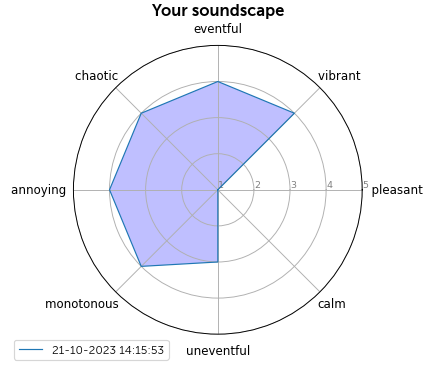 Your soundscape
eventful
chaotic
vibrant
annoying
1 2 3 4 5
pleasant
monotonous
calm
uneventful
21-10-2023 14:15:53